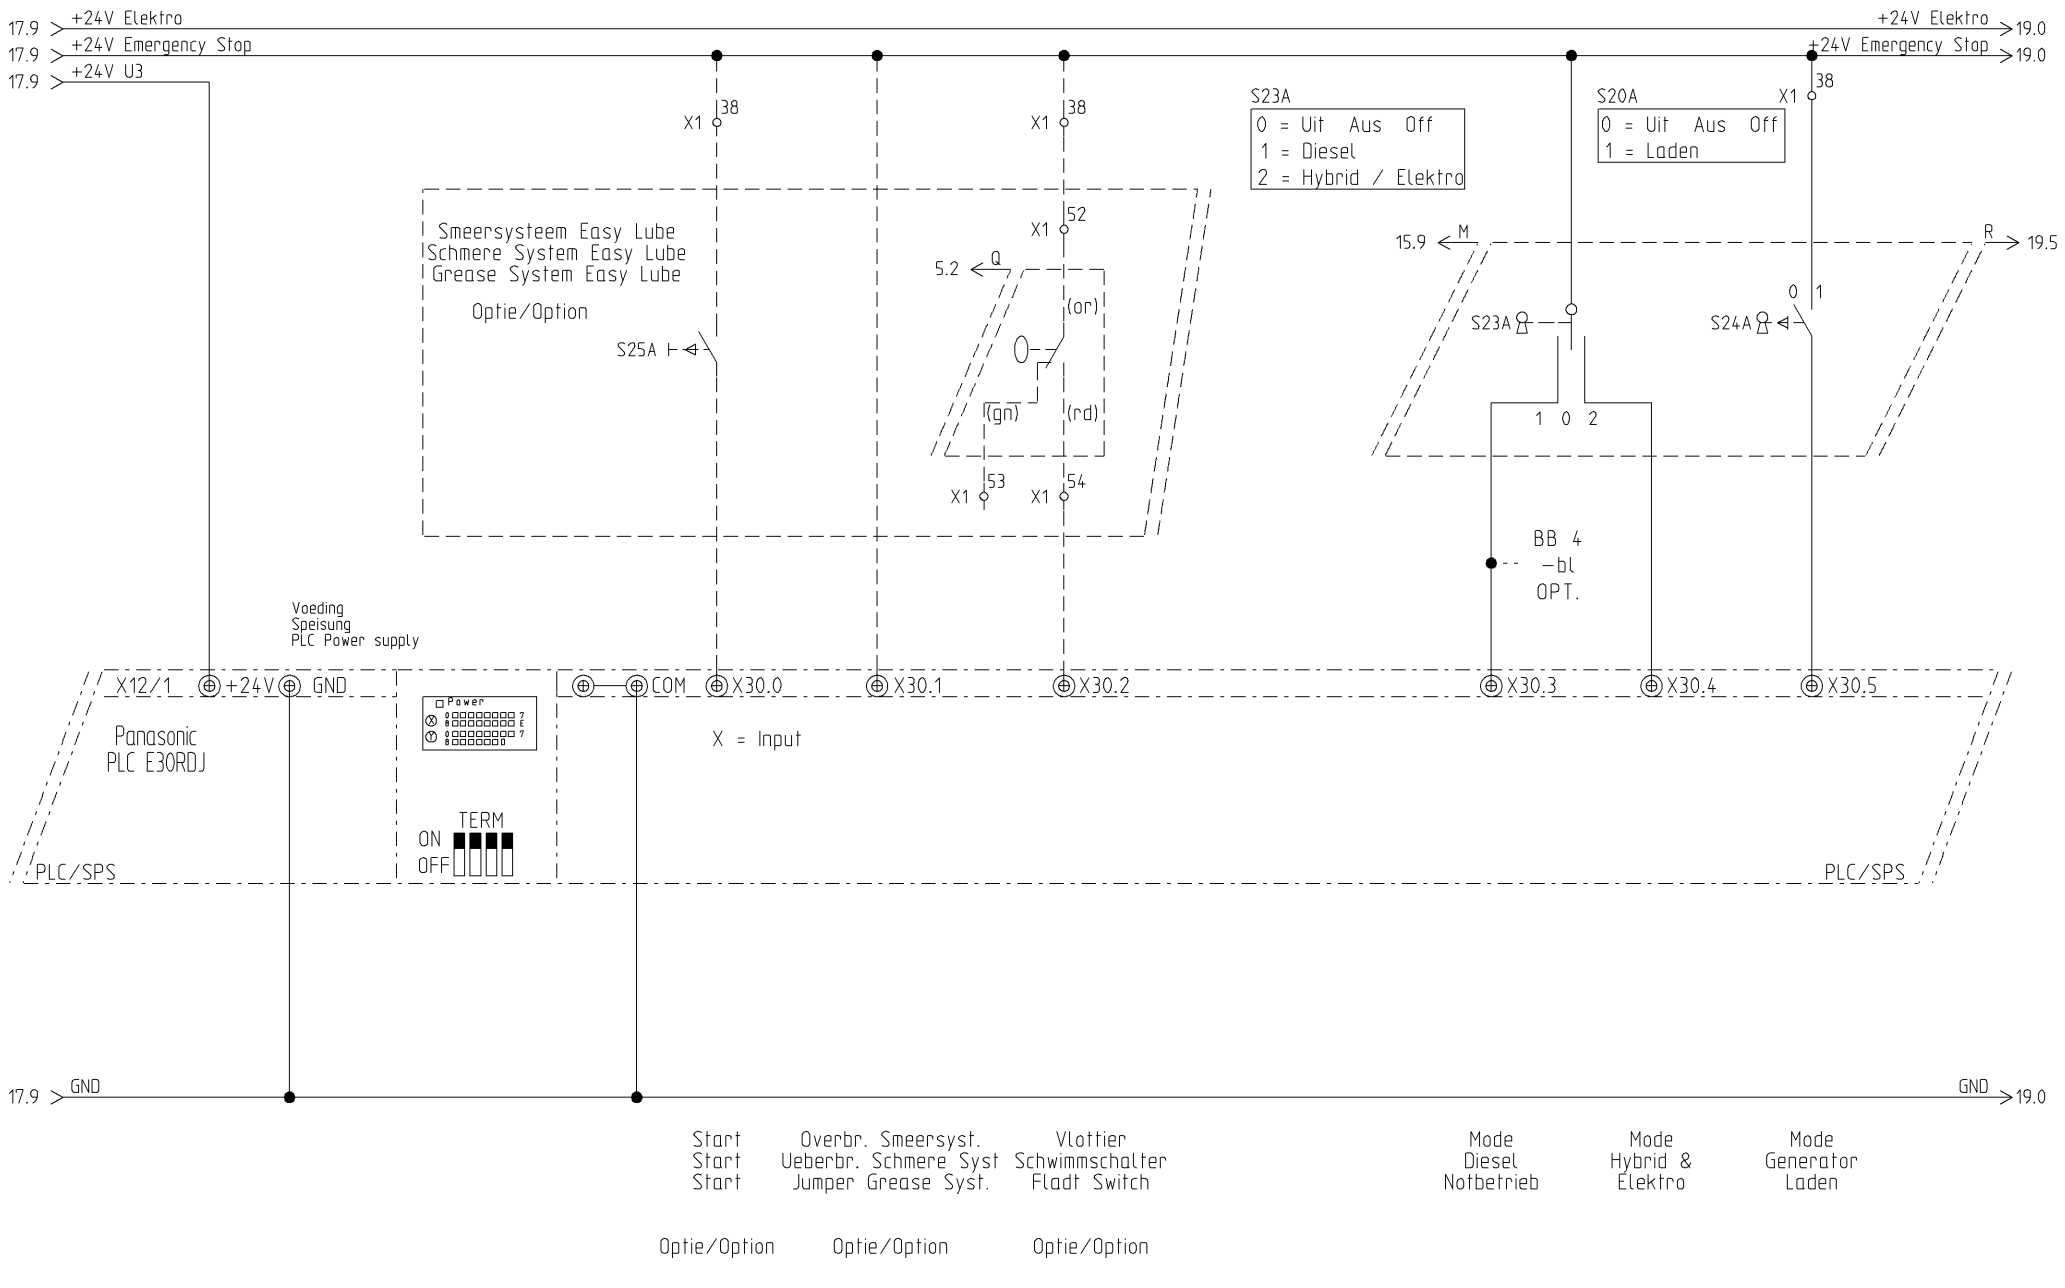 17.9 +24V Elektro +24V Elektro 19.0
17.9 +24V Emergency Stop +24V Emergency Stop 19.0
17.9 +24V U3
38
X1
38
X1
S23A
0 = Uit Aus Off
1 = Diesel
2 = Hybrid / Elektro
S20A
0 = Uit Aus Off
1 = Laden
38
X1
Smeersysteem Easy Lube
Schmere System Easy Lube
Grease System Easy Lube
Optie/Option
52
X1
5.2 Q
(or)
15.9 M
R 19.5
0 1
S25A
S23A
S24A
(gn)
(rd)
1 0 2
53
X1
54
X1
BB 4
-bl
OPT.
Voeding
Speisung
PLC Power supply
X12/1 +24V GND COM X30.0 X30.1 X30.2 X30.3 X30.4 X30.5
Power
X 0 7
8 E
Y 0 7
8 0
Panasonic
PLC E30RDJ
X = Input
TERM
ON
OFF
PLC/SPS PLC/SPS
17.9 GND GND 19.0
Start
Start
Start
Optie/Option
Overbr. Smeersyst.
Ueberbr. Schmere Syst
Jumper Grease Syst.
Optie/Option
Vlottier
Schwimmschalter
Fladt Switch
Optie/Option
Mode
Diesel
Notbetrieb
Mode
Hybrid &
Elektro
Mode
Generator
Laden